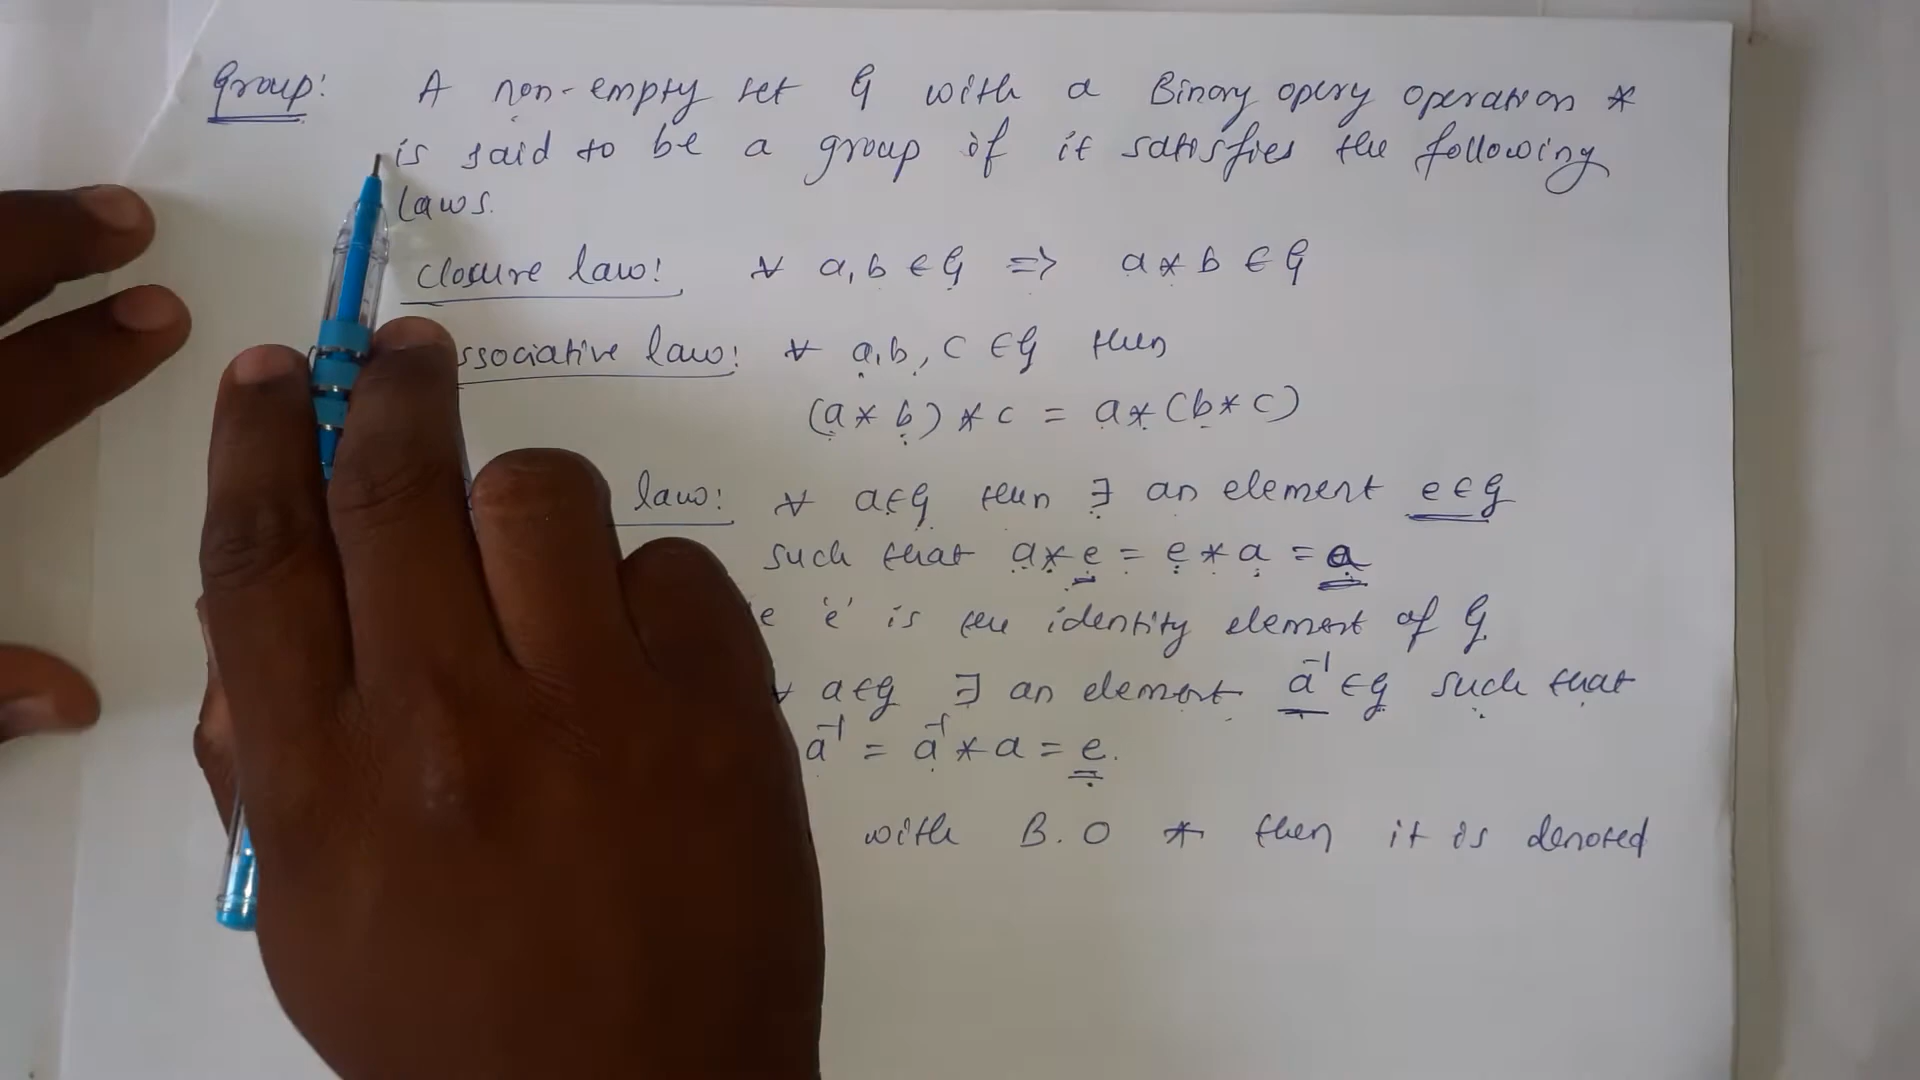 Group: A non-empty set G with a Binary opery operation *
is said to be a group if it satisfies the following
laws.
closure law: ∀ a, b ∈ G => a * b ∈ G
ssociative law: ∀ a, b, c ∈ G then
(a * b) * c = a * (b * c)
law: ∀ a ∈ G then ∃ an element e ∈ G
such that a * e = e * a = a
e 'e' is the identity element of G
∀ a ∈ G ∃ an element a⁻¹ ∈ G such that
a⁻¹ = a⁻¹ * a = e.
with B.O * then it is denoted